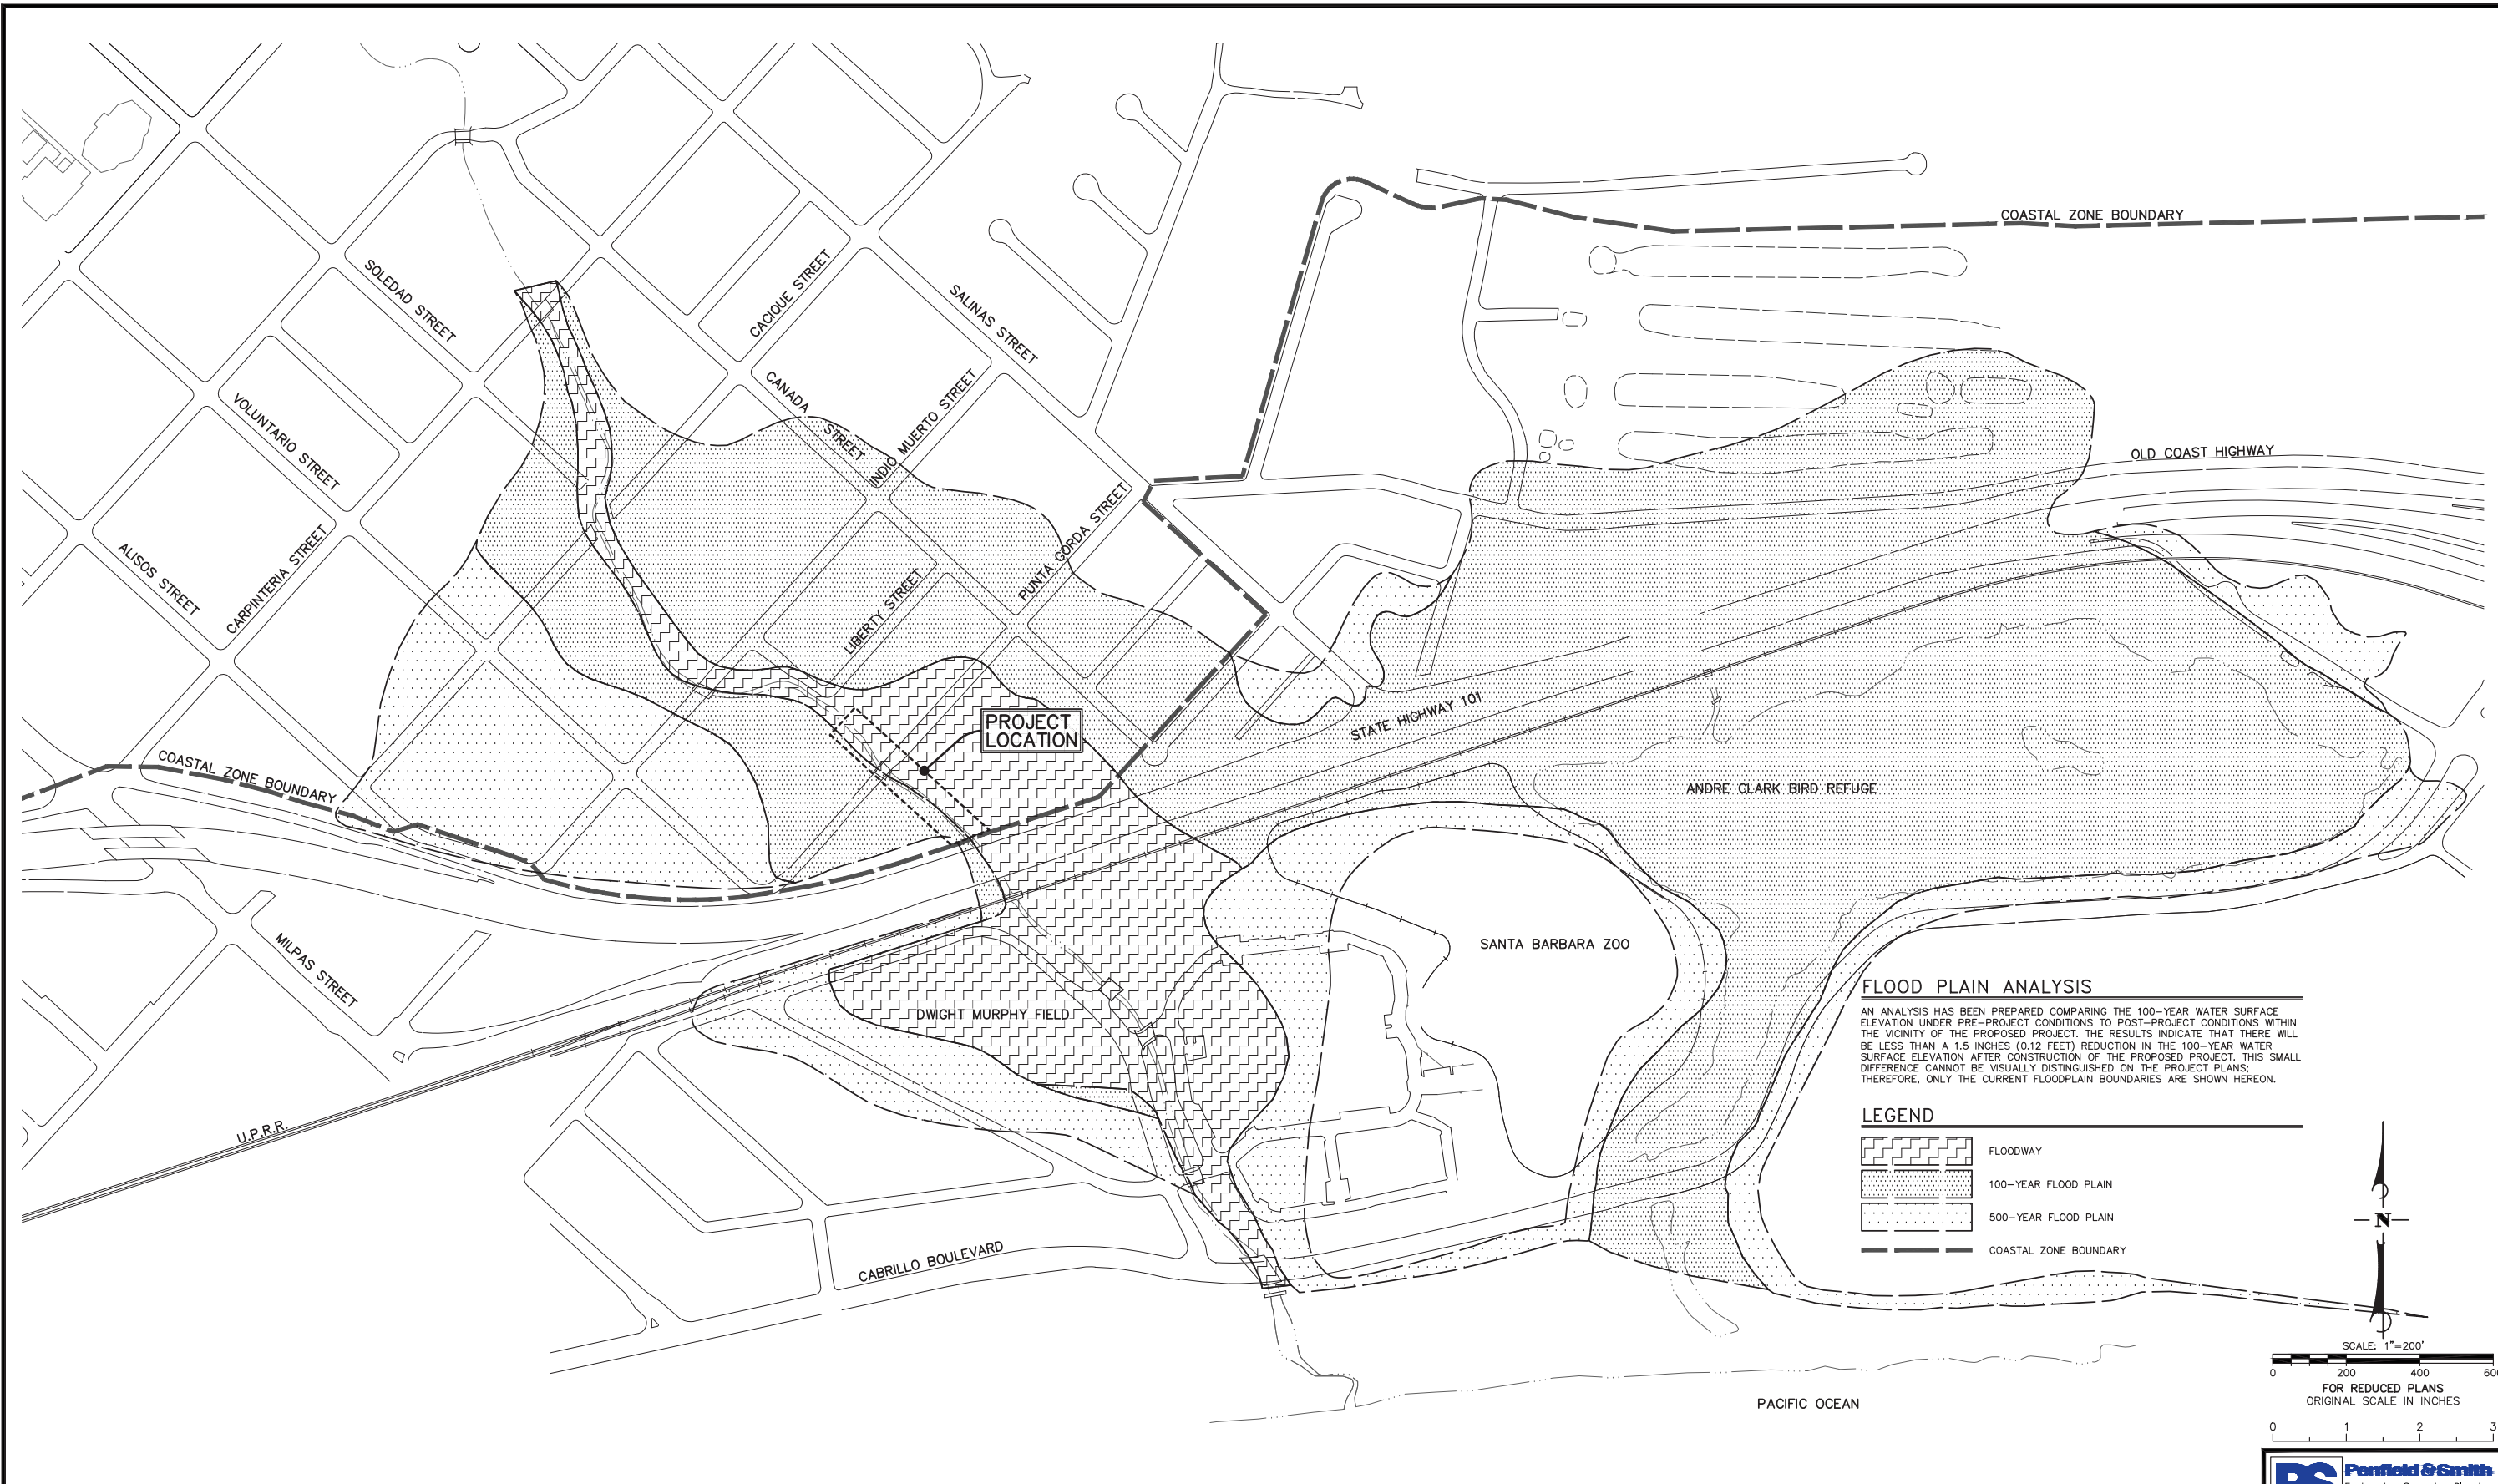 COASTAL ZONE BOUNDARY
SOLEDAD STREET
CACIQUE STREET
SALINAS STREET
VOLUNTARIO STREET
CANADA
STREET
INDIO MUERTO STREET
OLD COAST HIGHWAY
ALISOS STREET
CARPINTERIA STREET
LIBERTY STREET
PUNTA GORDA STREET
PROJECT
LOCATION
STATE HIGHWAY 101
COASTAL ZONE BOUNDARY
ANDRE CLARK BIRD REFUGE
MILPAS STREET
SANTA BARBARA ZOO
DWIGHT MURPHY FIELD
U.P.R.R.
CABRILLO BOULEVARD
PACIFIC OCEAN
FLOOD PLAIN ANALYSIS
AN ANALYSIS HAS BEEN PREPARED COMPARING THE 100-YEAR WATER SURFACE
ELEVATION UNDER PRE-PROJECT CONDITIONS TO POST-PROJECT CONDITIONS WITHIN
THE VICINITY OF THE PROPOSED PROJECT. THE RESULTS INDICATE THAT THERE WILL
BE LESS THAN A 1.5 INCHES (0.12 FEET) REDUCTION IN THE 100-YEAR WATER
SURFACE ELEVATION AFTER CONSTRUCTION OF THE PROPOSED PROJECT. THIS SMALL
DIFFERENCE CANNOT BE VISUALLY DISTINGUISHED ON THE PROJECT PLANS;
THEREFORE, ONLY THE CURRENT FLOODPLAIN BOUNDARIES ARE SHOWN HEREON.
LEGEND
FLOODWAY
100-YEAR FLOOD PLAIN
500-YEAR FLOOD PLAIN
COASTAL ZONE BOUNDARY
N
SCALE: 1"=200'
0 200 400
FOR REDUCED PLANS
ORIGINAL SCALE IN INCHES
0 1 2 3
PS
Penfield & Smith